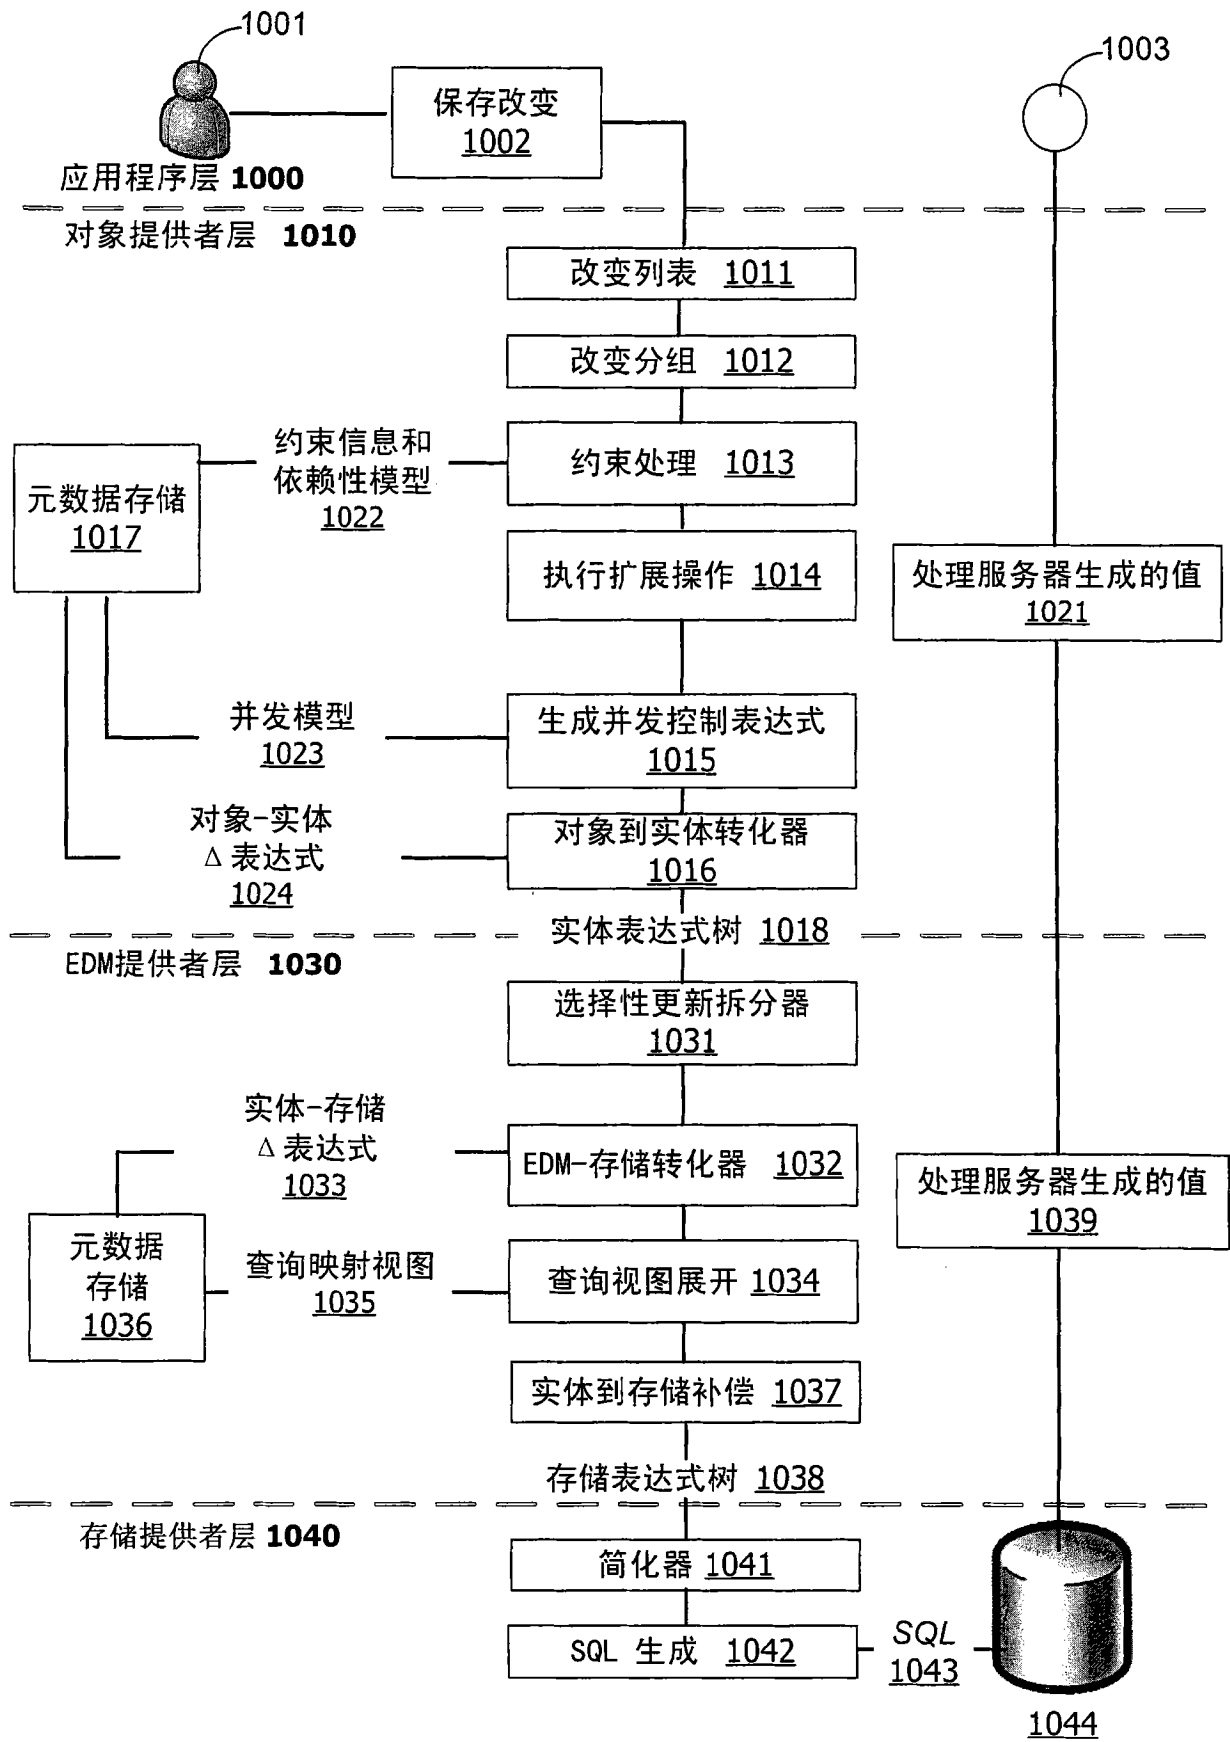 1001
1003
保存改变
1002
应用程序层 1000
对象提供者层 1010
改变列表 1011
改变分组 1012
约束信息和
依赖性模型
1022
约束处理 1013
元数据存储
1017
执行扩展操作 1014
处理服务器生成的值
1021
并发模型
1023
生成并发控制表达式
1015
对象-实体
Δ 表达式
1024
对象到实体转化器
1016
实体表达式树 1018
EDM提供者层 1030
选择性更新拆分器
1031
实体-存储
Δ 表达式
1033
EDM-存储转化器 1032
处理服务器生成的值
1039
元数据
存储
1036
查询映射视图
1035
查询视图展开 1034
实体到存储补偿 1037
存储表达式树 1038
存储提供者层 1040
简化器 1041
SQL 生成 1042
SQL
1043
1044